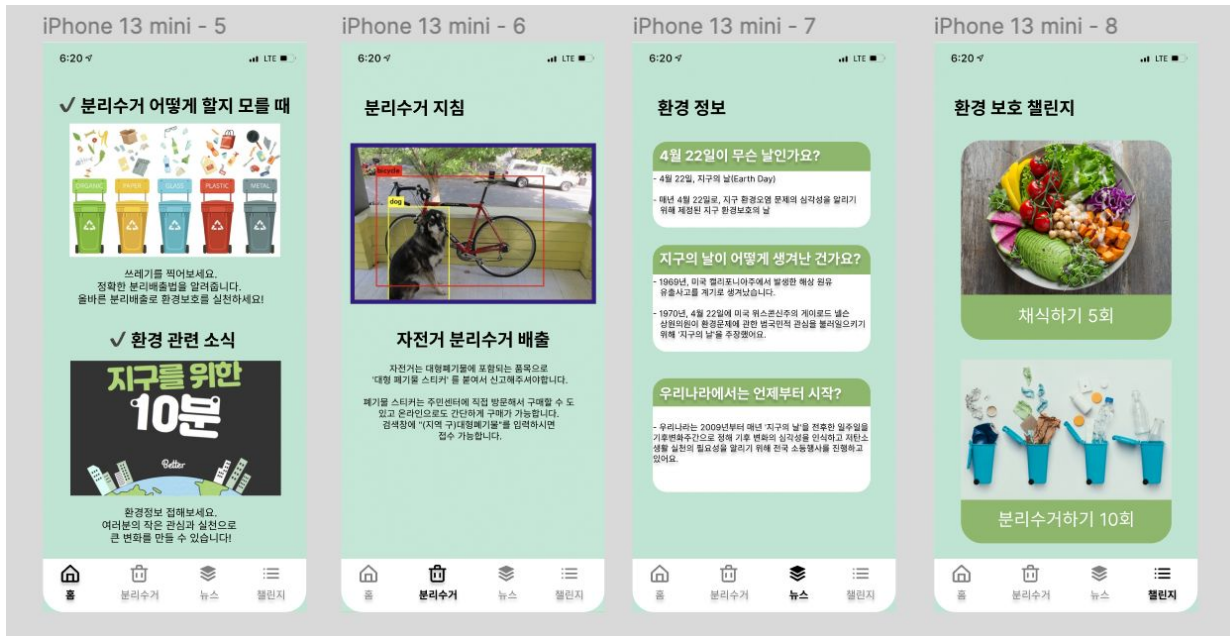 iPhone 13 mini - 5
6:20
LTE
✓ 분리수거 어떻게 할지 모를 때
ORGANIC
PAPER
GLASS
PLASTIC
METAL
쓰레기를 찍어보세요.
정확한 분리배출법을 알려줍니다.
올바른 분리배출로 환경보호를 실천하세요!
✓ 환경 관련 소식
지구를 위한
10분
Better
환경정보 접해보세요.
여러분의 작은 관심과 실천으로
큰 변화를 만들 수 있습니다!
홈
분리수거
뉴스
챌린지
iPhone 13 mini - 6
6:20
LTE
분리수거 지침
bicycle
dog
자전거 분리수거 배출
자전거는 대형폐기물에 포함되는 품목으로
'대형 폐기물 스티커' 를 붙여서 신고해주셔야합니다.
폐기물 스티커는 주민센터에 직접 방문해서 구매할 수 도
있고 온라인으로도 간단하게 구매가 가능합니다.
검색창에 "(지역 구)대형폐기물"를 입력하시면
접수 가능합니다.
홈
분리수거
뉴스
챌린지
iPhone 13 mini - 7
6:20
LTE
환경 정보
4월 22일이 무슨 날인가요?
- 4월 22일, 지구의 날(Earth Day)
- 매년 4월 22일로, 지구 환경오염 문제의 심각성을 알리기
위해 제정된 지구 환경보호의 날
지구의 날이 어떻게 생겨난 건가요?
- 1969년, 미국 캘리포니아주에서 발생한 해상 원유
유출사고를 계기로 생겨났습니다.
- 1970년, 4월 22일에 미국 위스콘신주의 게이로드 넬슨
상원의원이 환경문제에 관한 범국민적 관심을 불러일으키기
위해 '지구의 날'을 주장했어요.
우리나라에서는 언제부터 시작?
- 우리나라는 2009년부터 매년 '지구의 날'을 전후한 일주일을
기후변화주간으로 정해 기후 변화의 심각성을 인식하고 저탄소
생활 실천의 필요성을 알리기 위해 전국 소등행사를 진행하고
있어요.
홈
분리수거
뉴스
챌린지
iPhone 13 mini - 8
6:20
LTE
환경 보호 챌린지
채식하기 5회
분리수거하기 10회
홈
분리수거
뉴스
챌린지